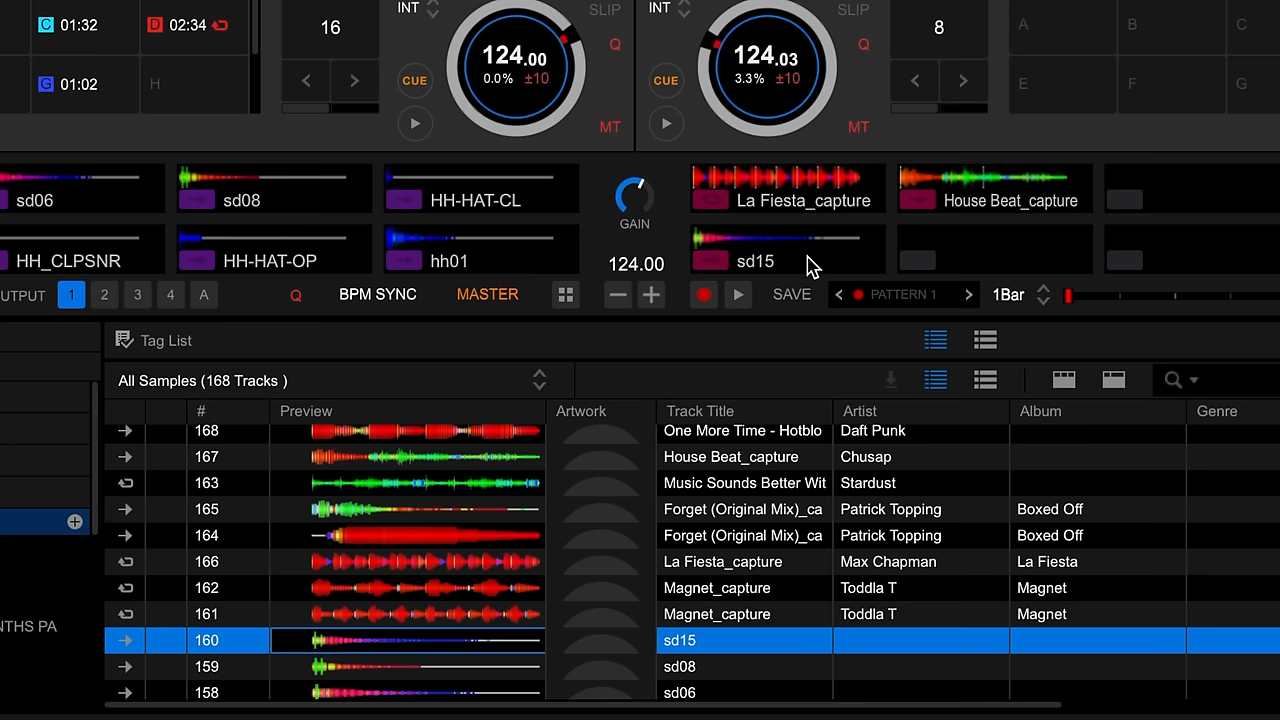 INT
SLIP
INT
SLIP
C 01:32
D 02:34
16
124.00
0.0% ±10
Q
124.03
3.3% ±10
Q
8
A
B
C
G 01:02
H
CUE
CUE
E
F
G
MT
MT
sd06
sd08
HH-HAT-CL
GAIN
La Fiesta_capture
House Beat_capture
HH_CLPSNR
HH-HAT-OP
hh01
124.00
sd15
UTPUT
1
2
3
4
A
Q
BPM SYNC
MASTER
SAVE
PATTERN 1
1Bar
Tag List
All Samples (168 Tracks )
# Preview Artwork Track Title Artist Album Genre
168 One More Time - Hotblo Daft Punk
167 House Beat_capture Chusap
163 Music Sounds Better Wit Stardust
165 Forget (Original Mix)_ca Patrick Topping Boxed Off
164 Forget (Original Mix)_ca Patrick Topping Boxed Off
166 La Fiesta_capture Max Chapman La Fiesta
162 Magnet_capture Toddla T Magnet
161 Magnet_capture Toddla T Magnet
NTHS PA
160 sd15
159 sd08
158 sd06